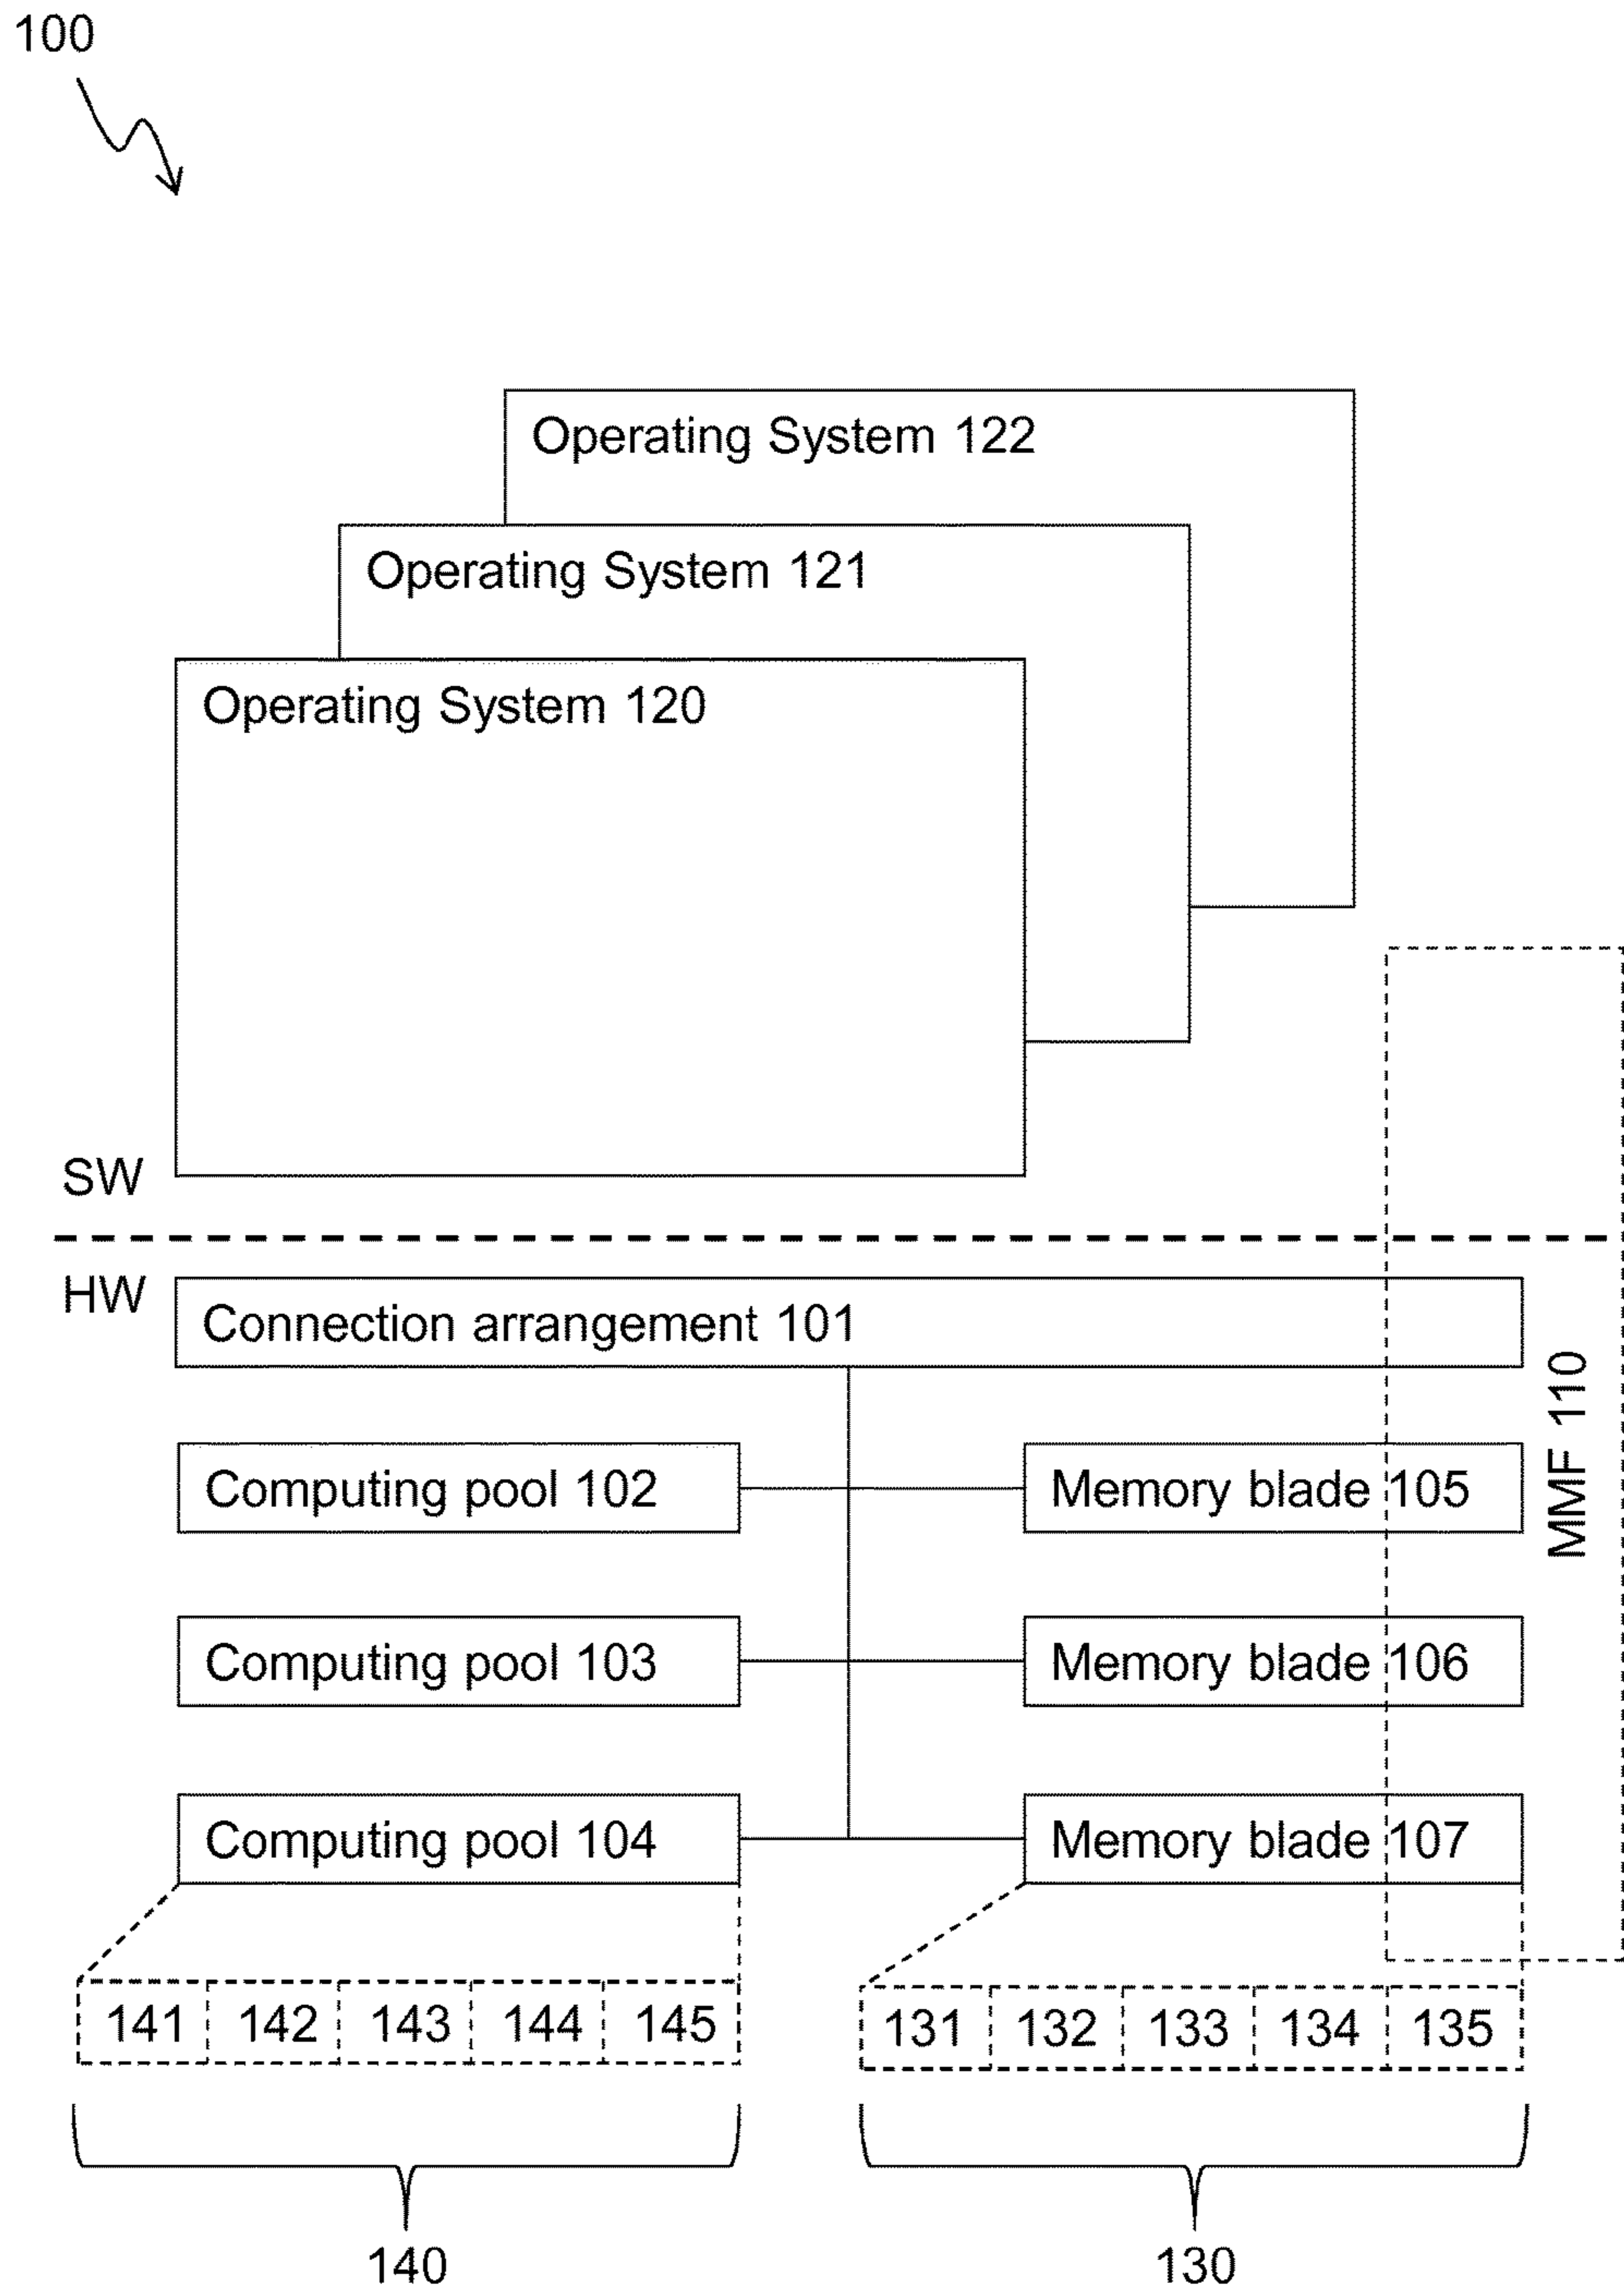 100
Operating System 122
Operating System 121
Operating System 120
SW
HW
Connection arrangement 101
MMF 110
Computing pool 102
Memory blade 105
Computing pool 103
Memory blade 106
Computing pool 104
Memory blade 107
141 142 143 144 145
131 132 133 134 135
140
130